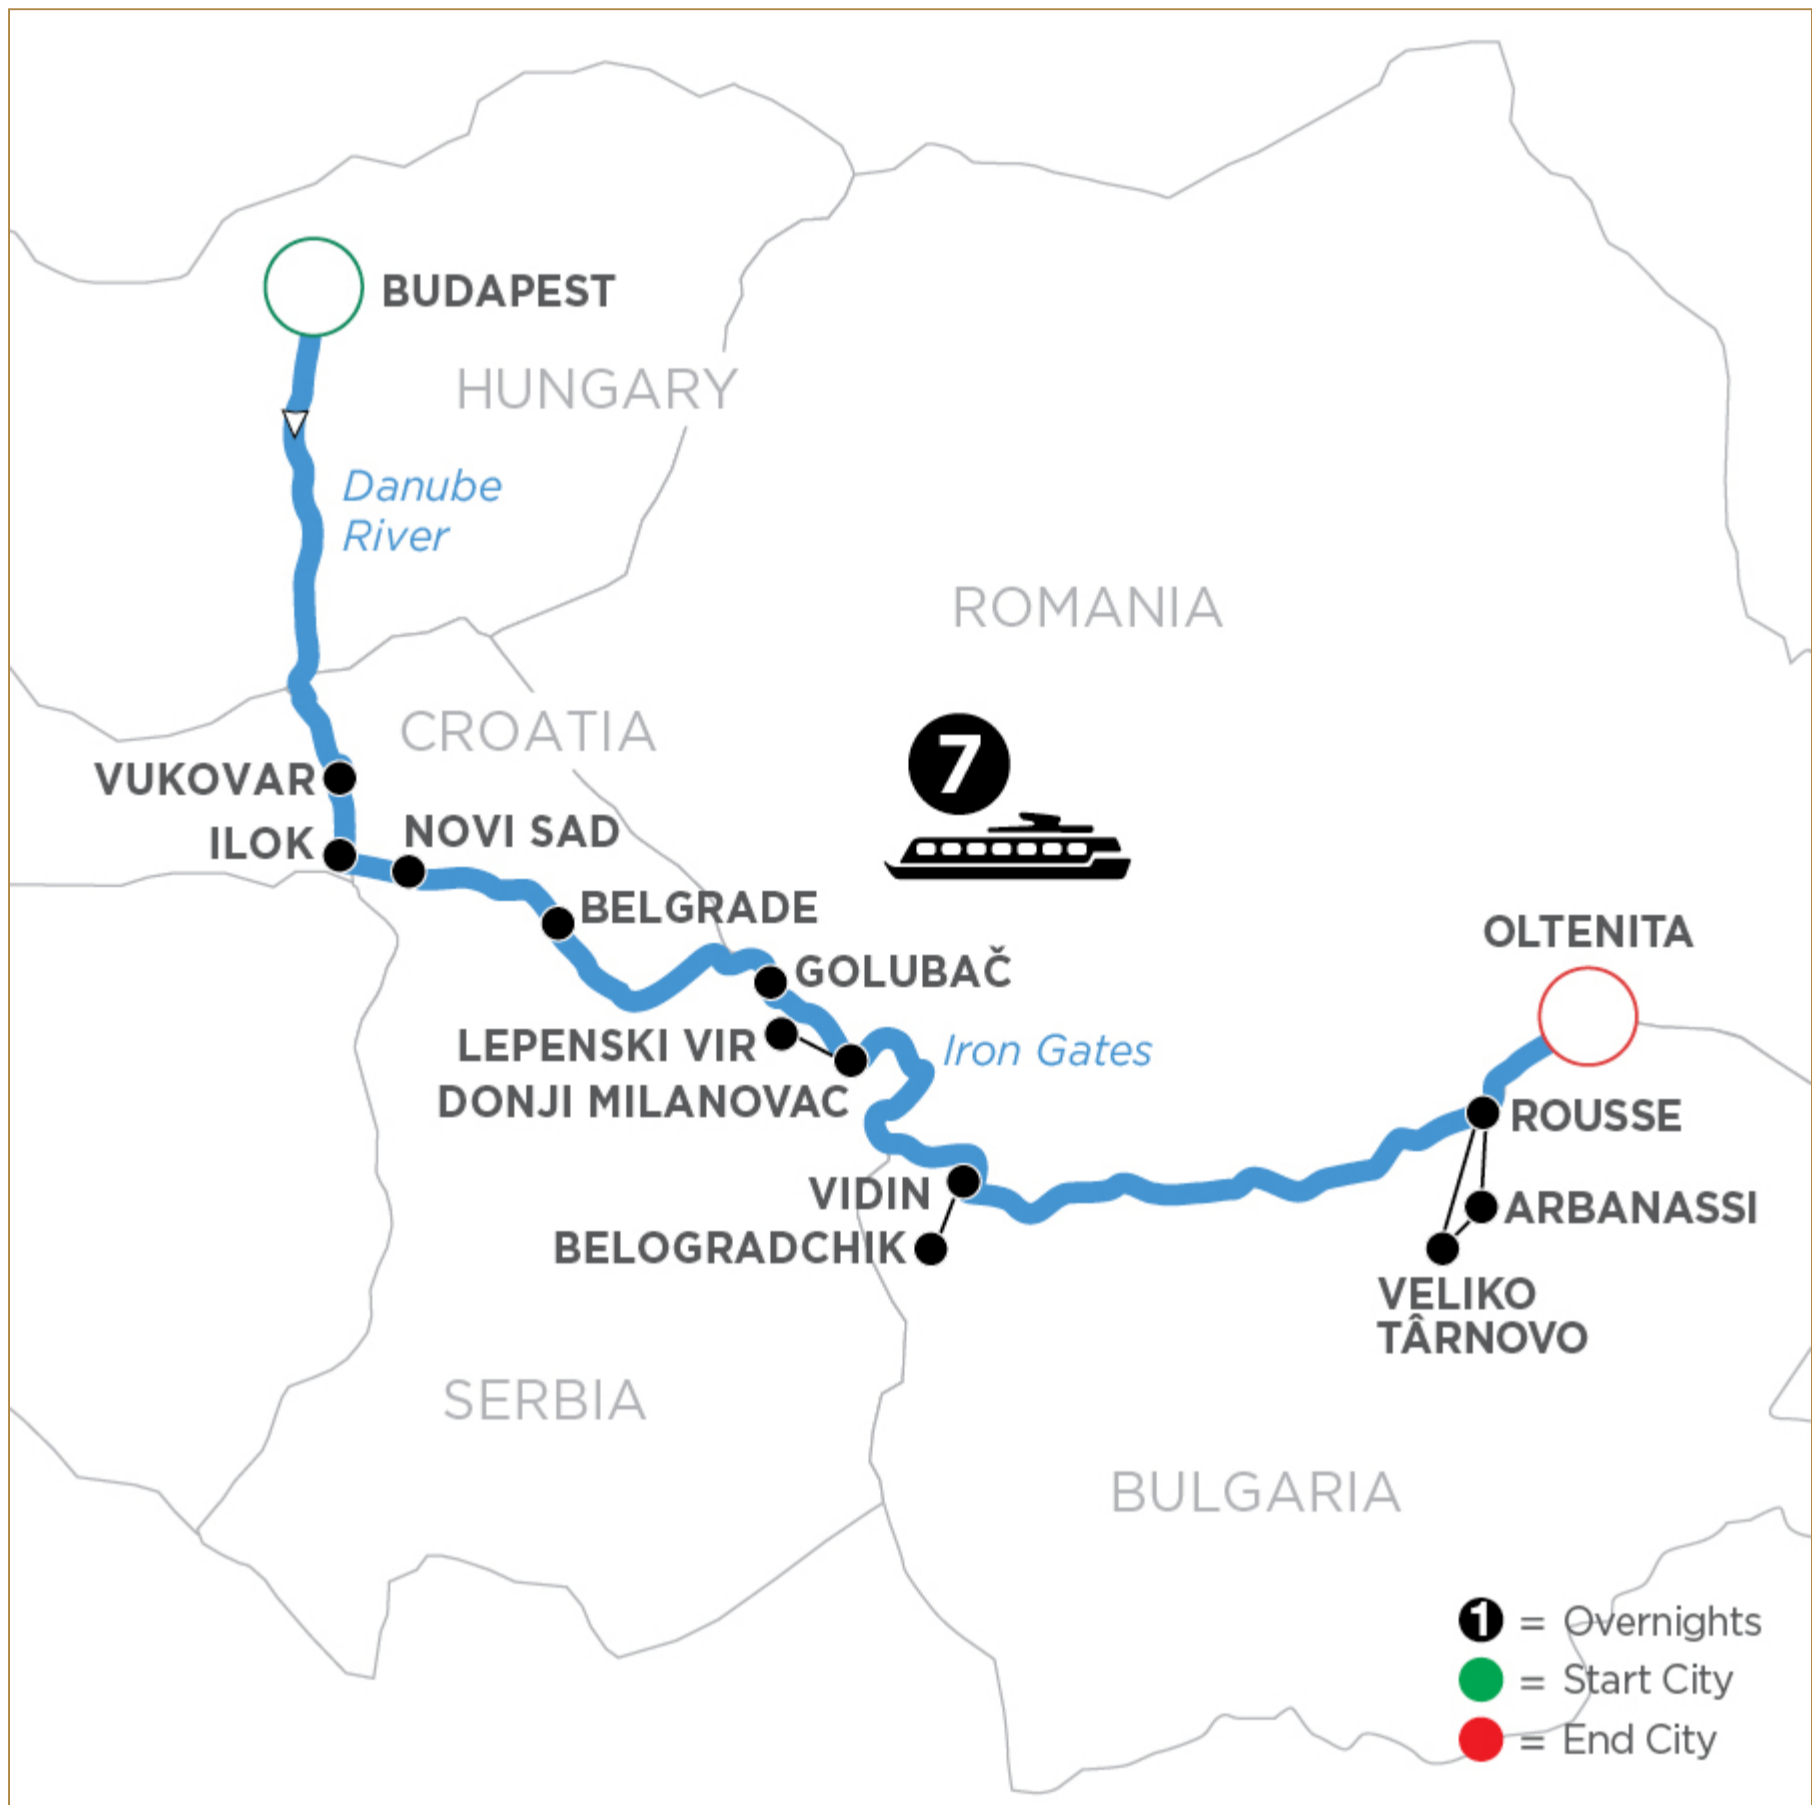 BUDAPEST
HUNGARY
Danube
River
ROMANIA
CROATIA
7
VUKOVAR
NOVI SAD
ILOK
BELGRADE
OLTENITA
GOLUBAČ
LEPENSKI VIR
Iron Gates
DONJI MILANOVAC
ROUSSE
VIDIN
ARBANASSI
BELOGRADCHIK
VELIKO
TÂRNOVO
SERBIA
BULGARIA
1 = Overnights
= Start City
= End City